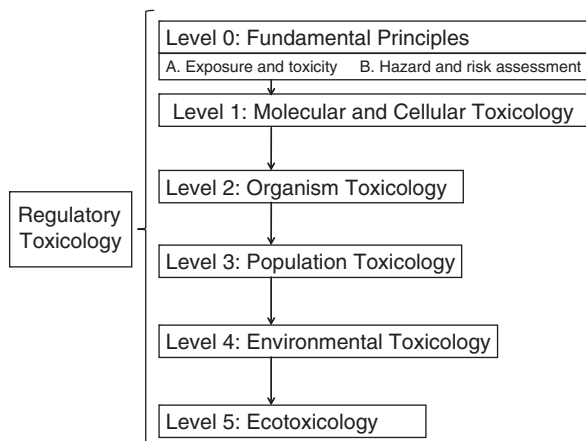 Regulatory
Toxicology
Level 0: Fundamental Principles
A. Exposure and toxicity B. Hazard and risk assessment
Level 1: Molecular and Cellular Toxicology
Level 2: Organism Toxicology
Level 3: Population Toxicology
Level 4: Environmental Toxicology
Level 5: Ecotoxicology